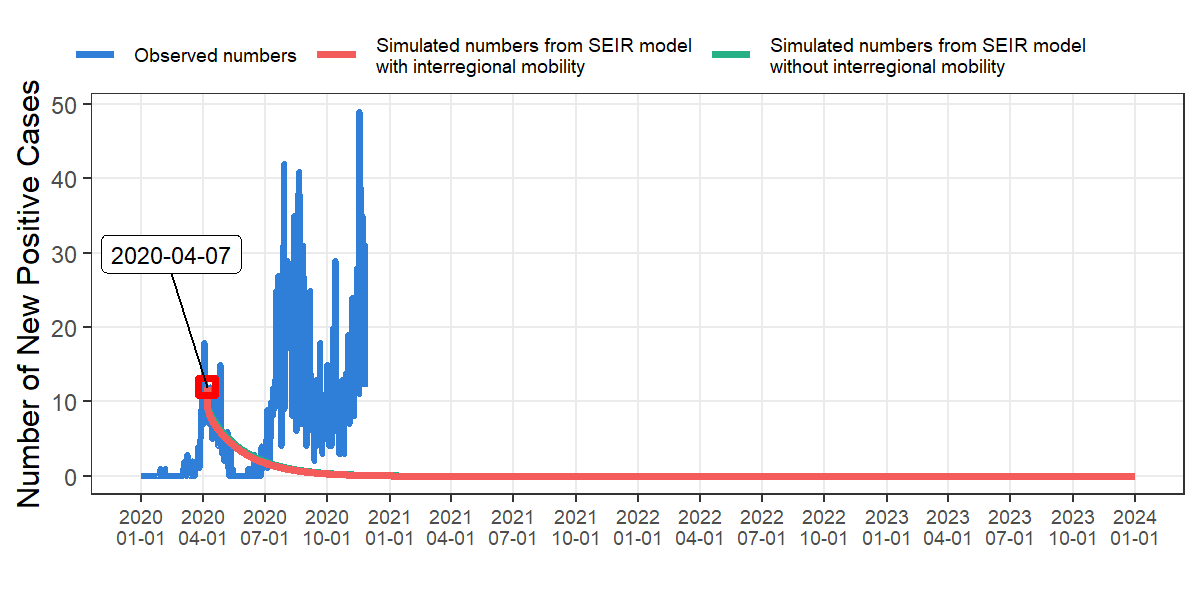 Observed numbers
Simulated numbers from SEIR model
with interregional mobility
Simulated numbers from SEIR model
without interregional mobility
Number of New Positive Cases
50
40
30
20
10
0
2020-04-07
2020 2020 2020 2020 2021 2021 2021 2021 2022 2022 2022 2022 2023 2023 2023 2023 2024
01-01 04-01 07-01 10-01 01-01 04-01 07-01 10-01 01-01 04-01 07-01 10-01 01-01 04-01 07-01 10-01 01-01